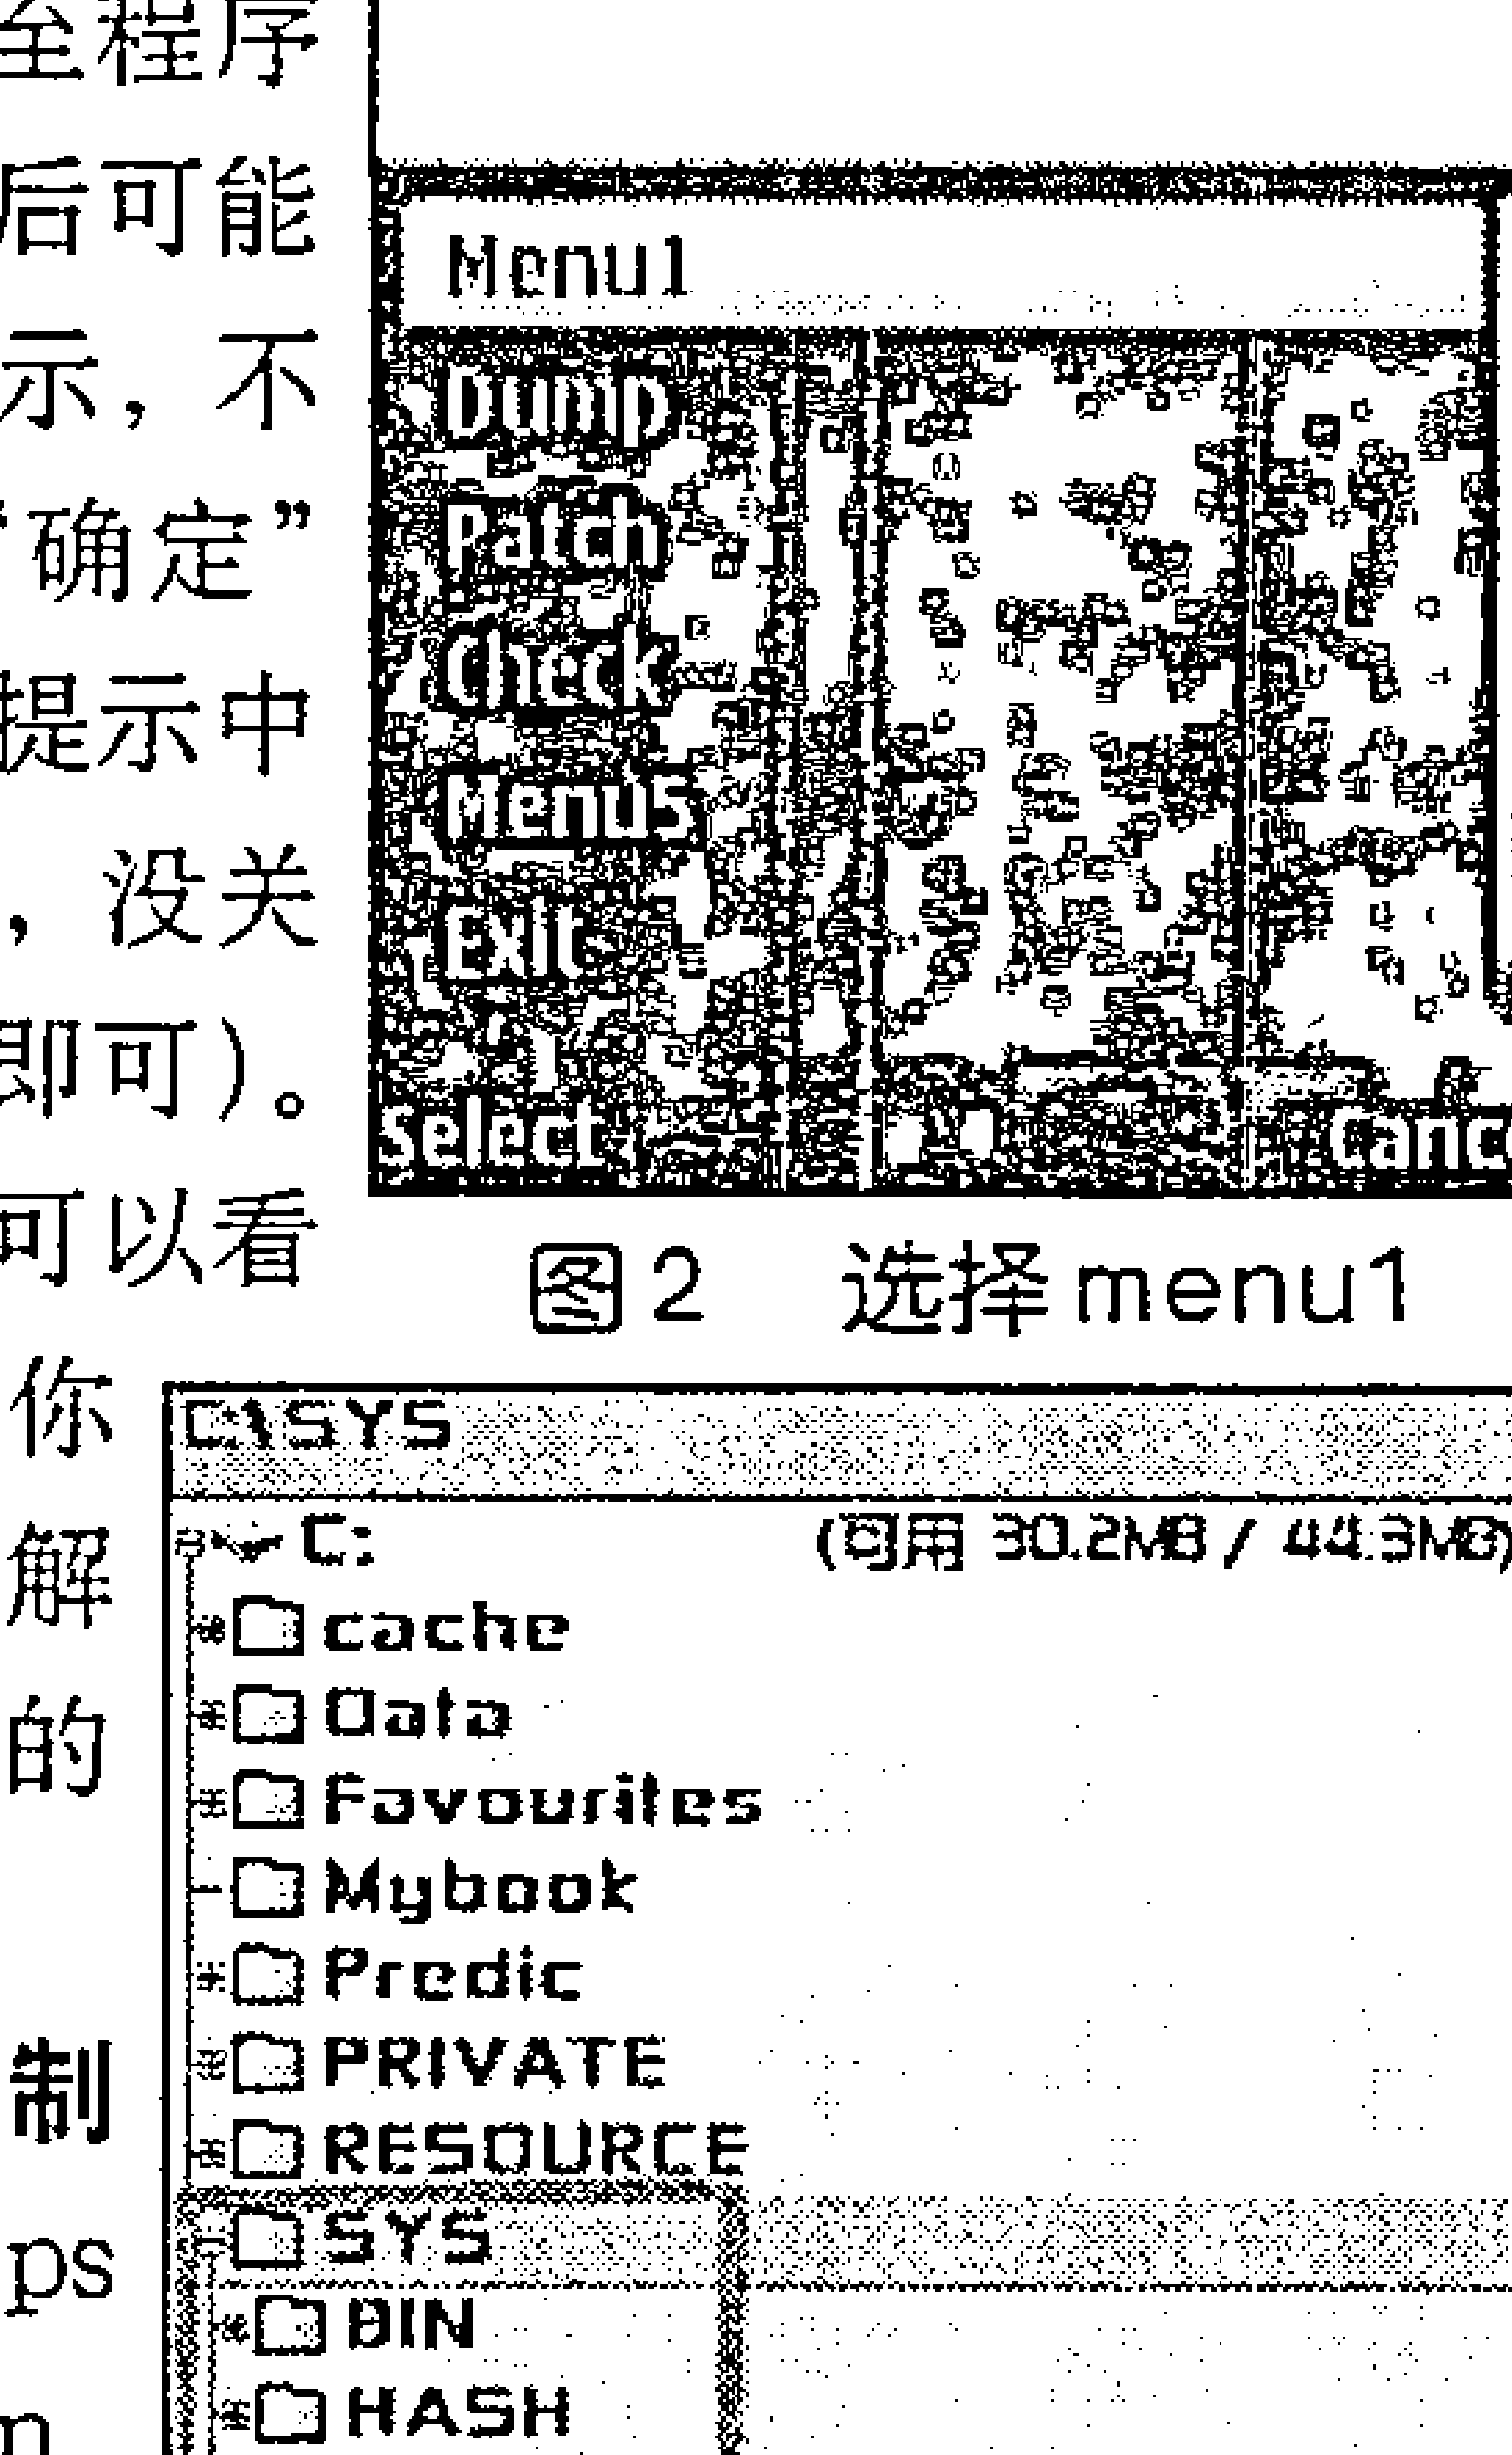 至程序
后可能
示，不
“确定”
提示中
，没关
即可)。
可以看
你
解
的
制
ps
n
Menu1
Dump
Patch
Check
Menus
Exit
Select
Canc
图2 选择menu1
C:\SYS
C: (可用 30.2MB / 44.3MB)
cache
Data
Favourites
Mybook
Predic
PRIVATE
RESOURCE
SYS
BIN
HASH